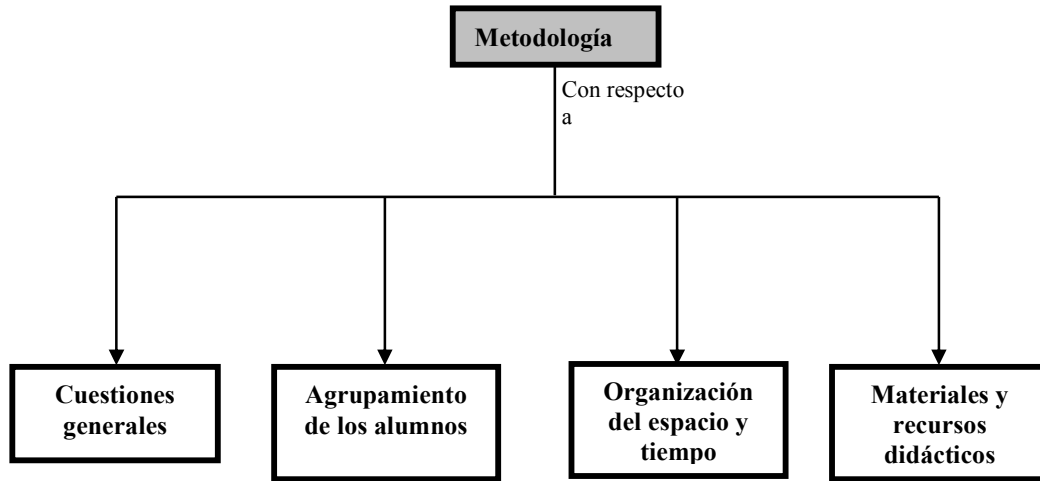 Metodología
Con respecto
a
Cuestiones
generales
Agrupamiento
de los alumnos
Organización
del espacio y
tiempo
Materiales y
recursos
didácticos